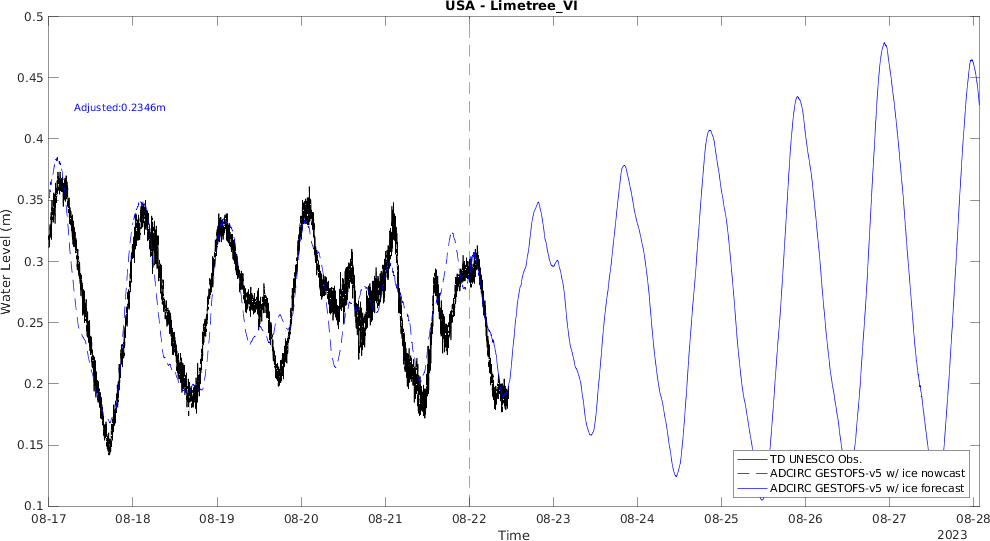 USA - Limetree_VI
0.5
0.45
0.4
0.35
0.3
0.25
0.2
0.15
0.1
Water Level (m)
Adjusted:0.2346m
TD UNESCO Obs.
ADCIRC GESTOFS-v5 w/ ice nowcast
ADCIRC GESTOFS-v5 w/ ice forecast
08-17 08-18 08-19 08-20 08-21 08-22 08-23 08-24 08-25 08-26 08-27 08-28
Time
2023